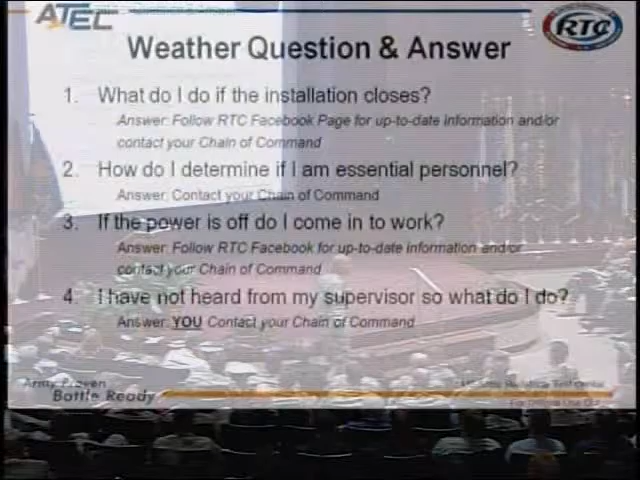 ATEC
RTC
Weather Question & Answer
1. What do I do if the installation closes?
Answer: Follow RTC Facebook Page for up-to-date information and/or
contact your Chain of Command
2. How do I determine if I am essential personnel?
Answer: Contact your Chain of Command
3. If the power is off do I come in to work?
Answer: Follow RTC Facebook for up-to-date information and/or
contact your Chain of Command
4. I have not heard from my supervisor so what do I do?
Answer: YOU Contact your Chain of Command
Army Proven
Battle Ready
Test Center